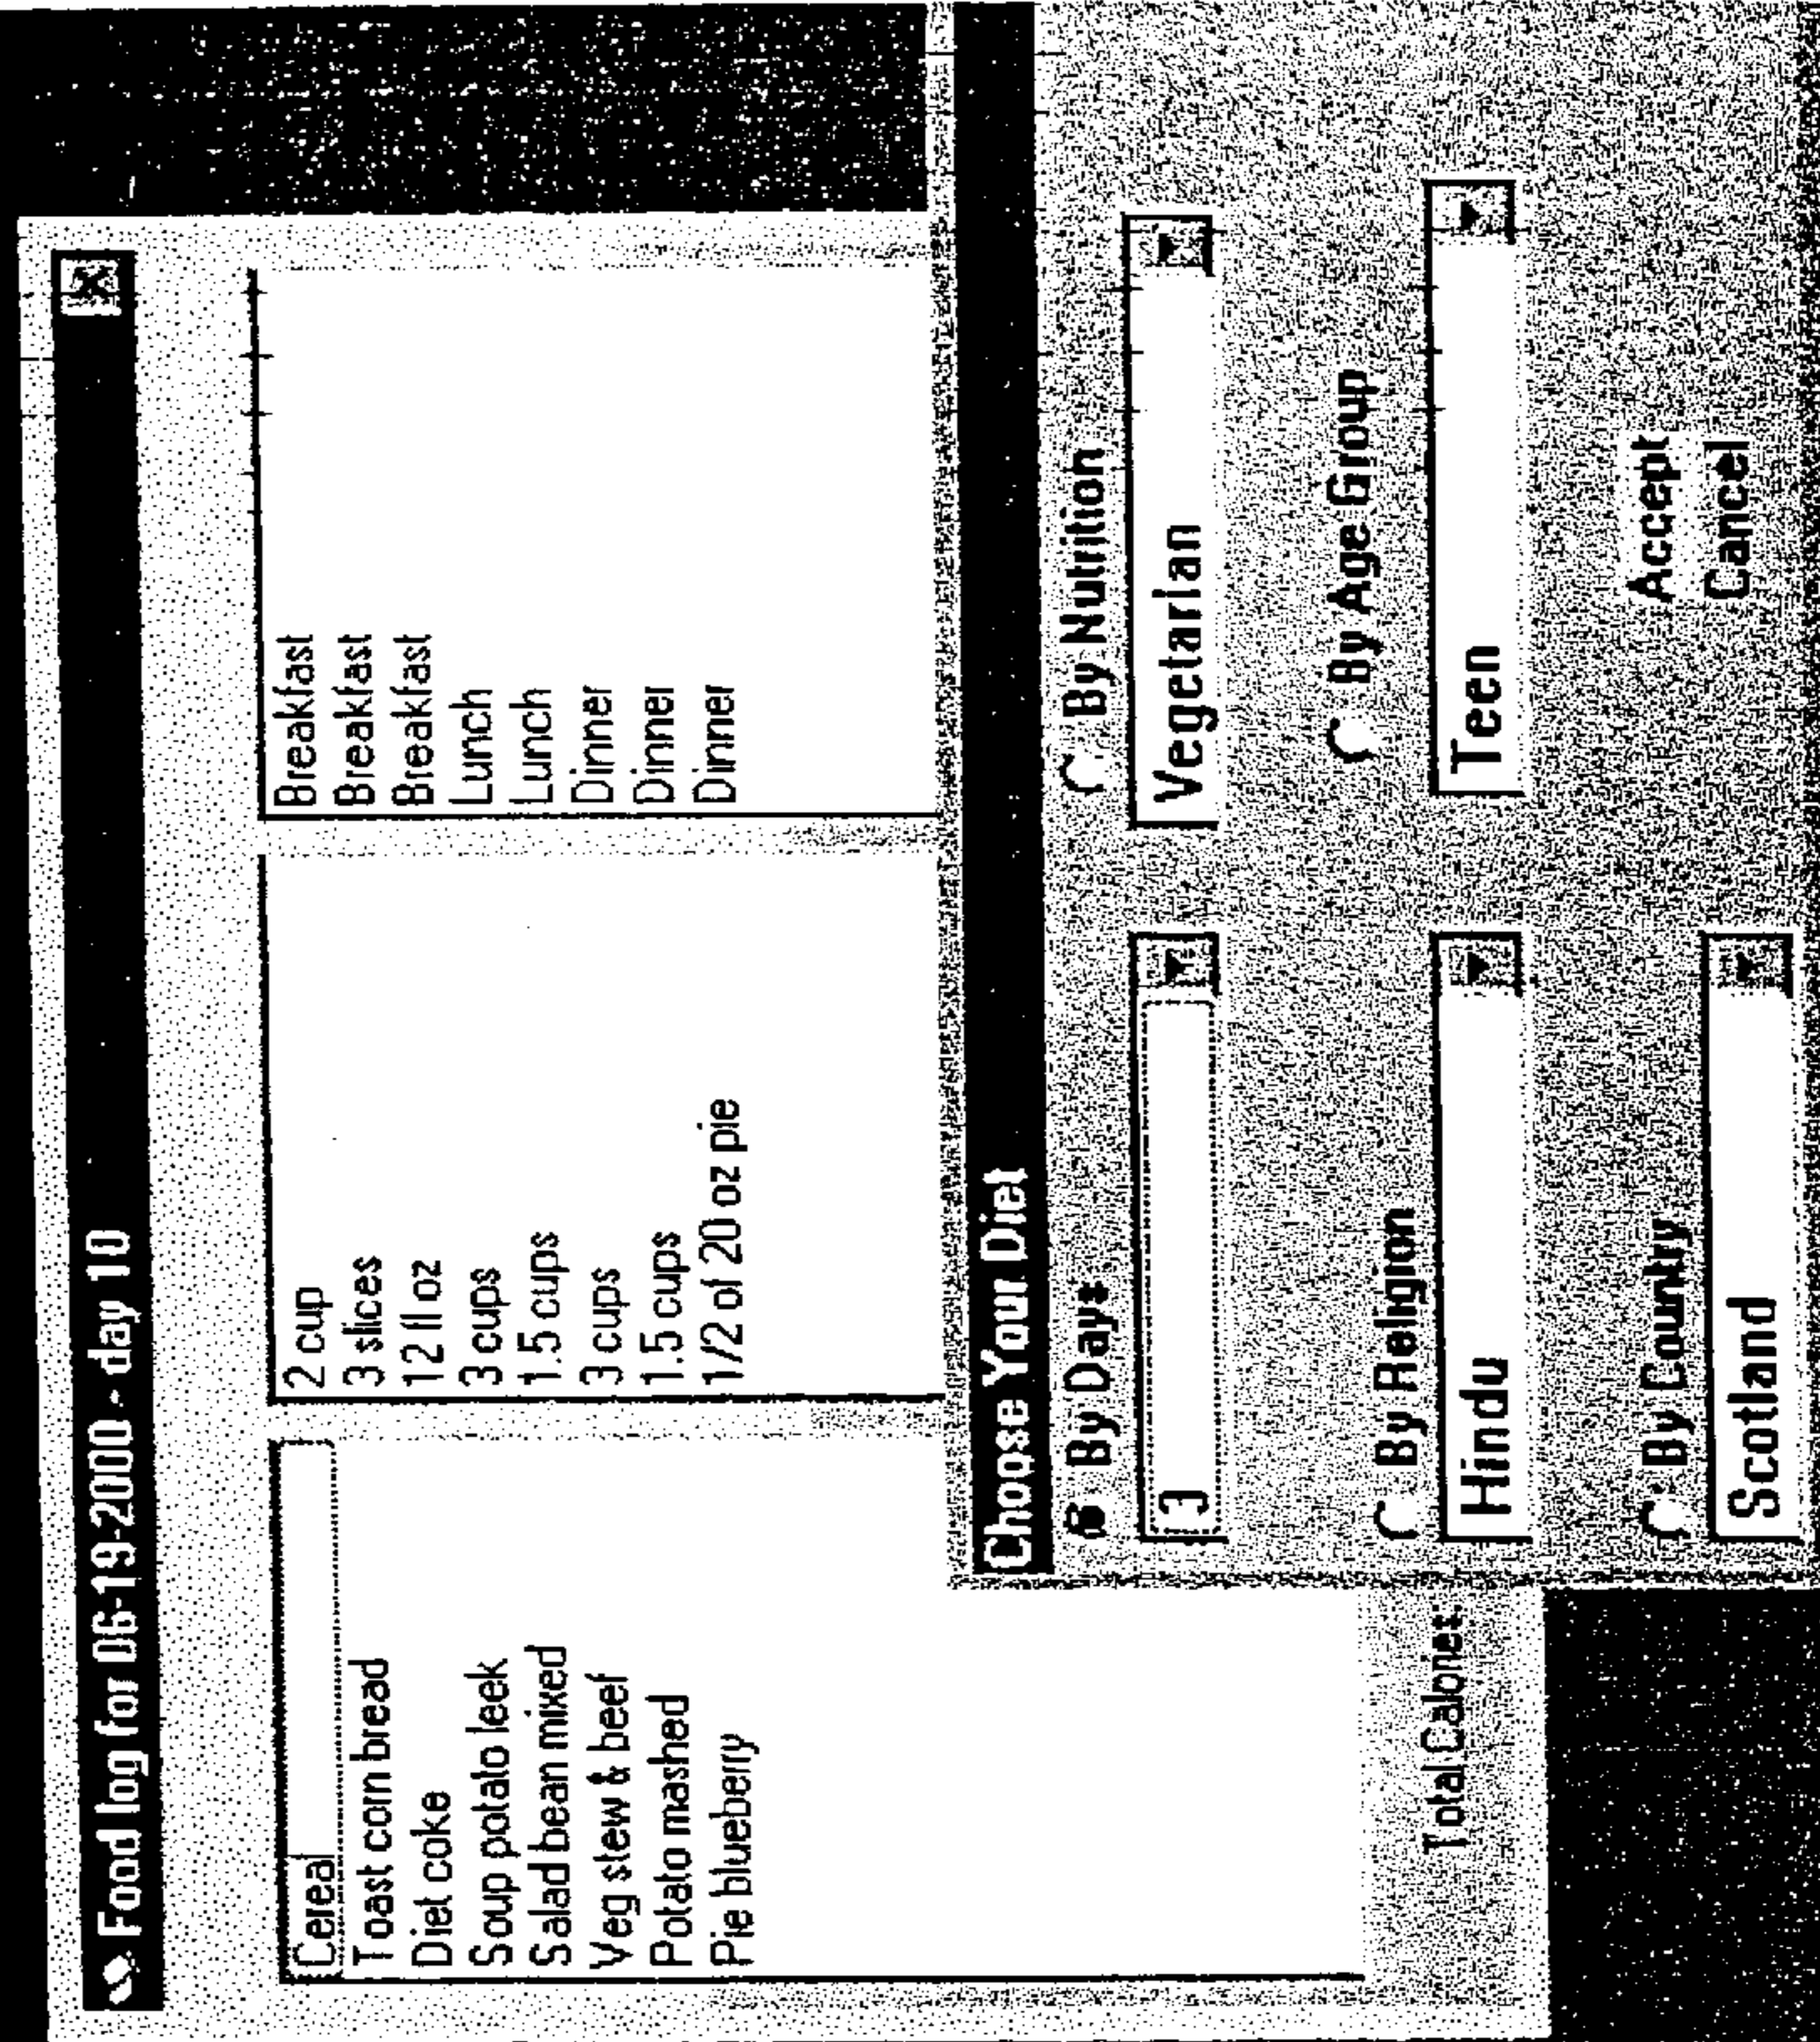 Food log for 06-19-2000 - day 10
Cereal 2 cup Breakfast
Toast corn bread 3 slices Breakfast
Diet coke 12 fl oz Breakfast
Soup potato leek 3 cups Lunch
Salad bean mixed 1.5 cups Lunch
Veg stew & beef 3 cups Dinner
Potato mashed 1.5 cups Dinner
Pie blueberry 1/2 of 20 oz pie Dinner
Total Calories:
Choose Your Diet
By Days By Nutrition
3 Vegetarian
By Religion By Age Group
Hindu Teen
By Country Accept
Cancel
Scotland